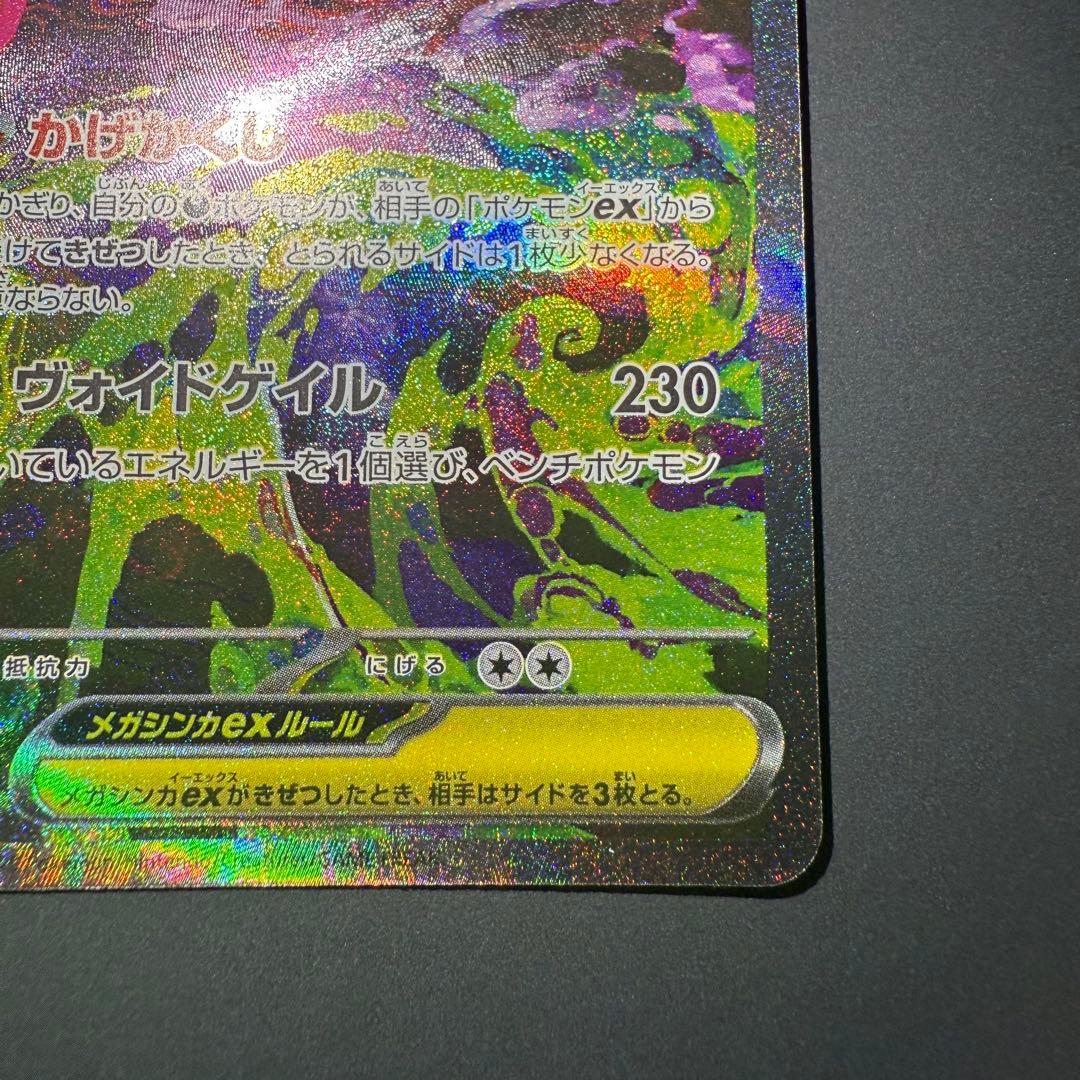 かげかくし
かぎり、自分の ポケモンが、相手の「ポケモンex」から
けてきぜつしたとき、とられるサイドは1枚少なくなる。
ならない。
ヴォイドゲイル 230
いているエネルギーを1個選び、ベンチポケモン
抵抗力 にげる
メガシンカexルール
メガシンカexがきぜつしたとき、相手はサイドを3枚とる。